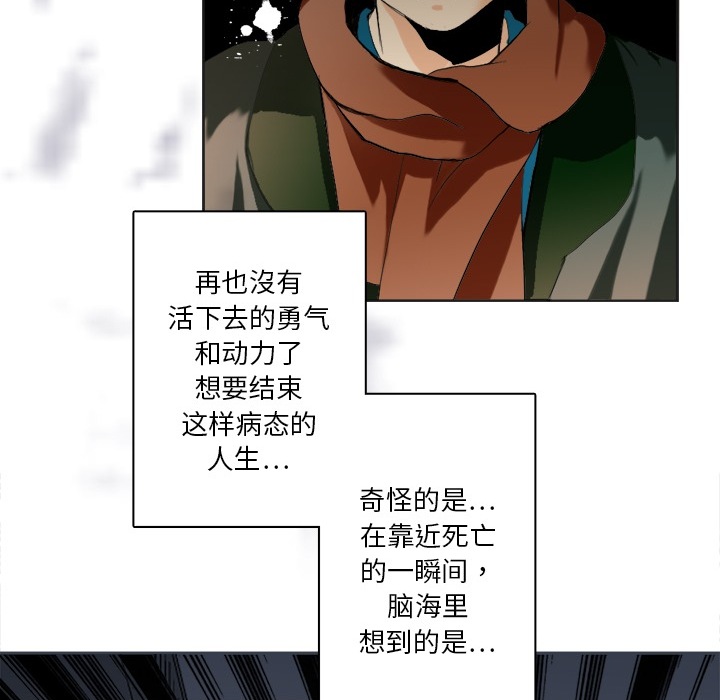 再也沒有
活下去的勇气
和动力了
想要结束
这样病态的
人生...
奇怪的是...
在靠近死亡
的一瞬间，
脑海里
想到的是...